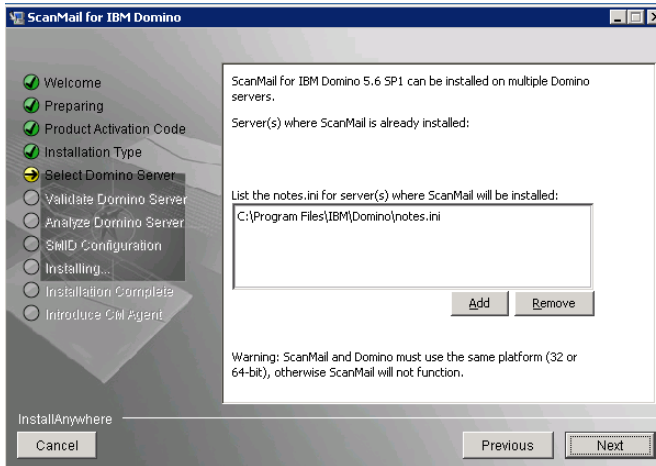 ScanMail for IBM Domino
Welcome
Preparing
Product Activation Code
Installation Type
Select Domino Server
Validate Domino Server
Analyze Domino Server
SMID Configuration
Installing...
Installation Complete
Introduce CM Agent
ScanMail for IBM Domino 5.6 SP1 can be installed on multiple Domino
servers.
Server(s) where ScanMail is already installed:
List the notes.ini for server(s) where ScanMail will be installed:
C:\Program Files\IBM\Domino\notes.ini
Add Remove
Warning: ScanMail and Domino must use the same platform (32 or
64-bit), otherwise ScanMail will not function.
InstallAnywhere
Cancel Previous Next